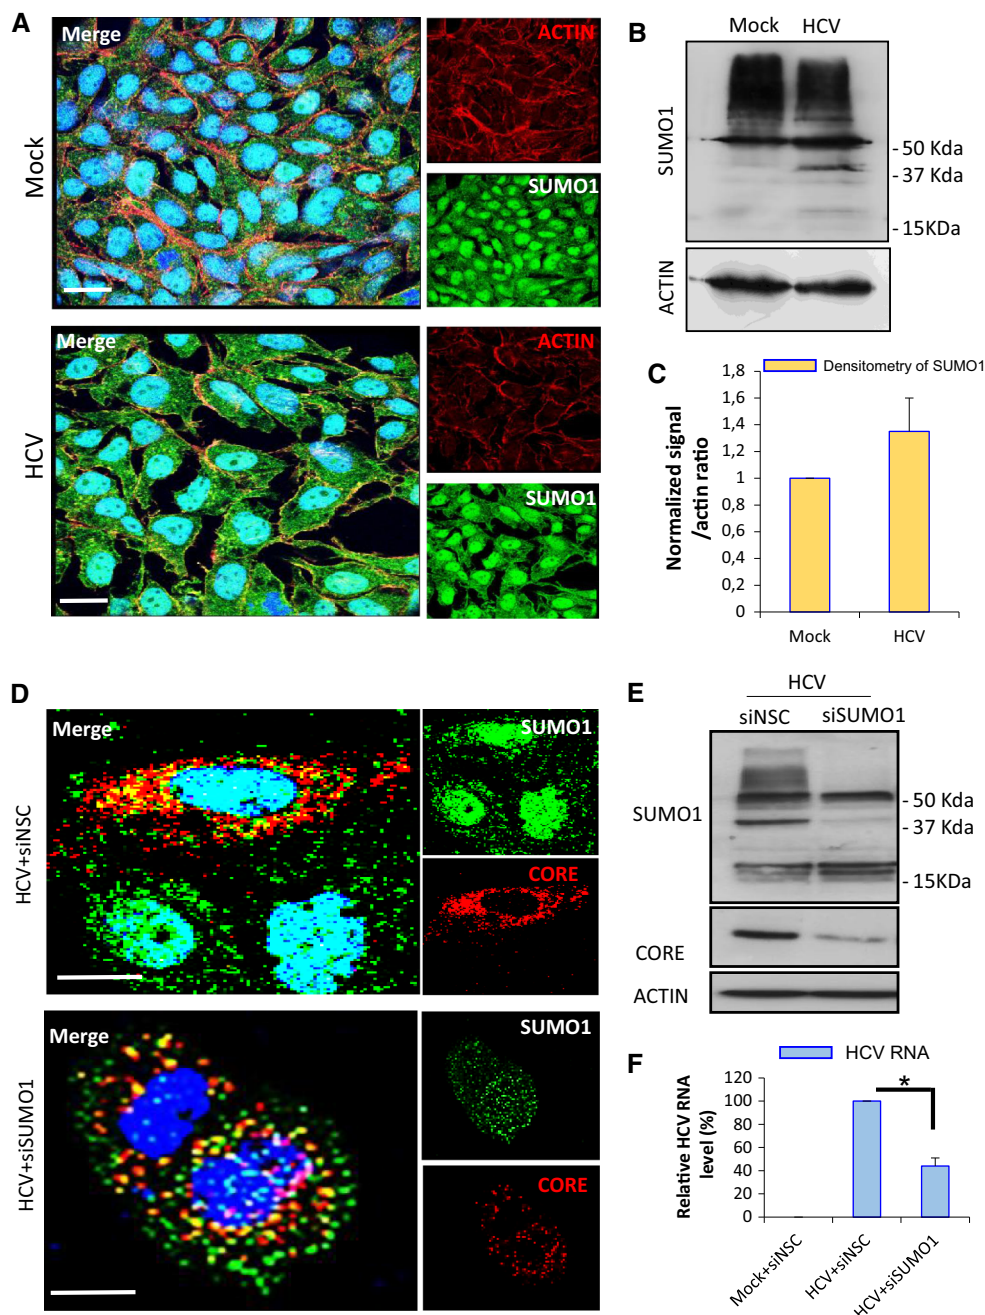 A
Merge
ACTIN
SUMO1
Mock
Merge
ACTIN
SUMO1
HCV
B
Mock HCV
SUMO1
- 50 Kda
- 37 Kda
- 15KDa
ACTIN
C
Densitometry of SUMO1
Normalized signal
/actin ratio
1,8
1,6
1,4
1,2
1
0,8
0,6
0,4
0,2
0
Mock HCV
D
Merge
SUMO1
CORE
HCV+siNSC
Merge
SUMO1
CORE
HCV+siSUMO1
E
HCV
siNSC siSUMO1
SUMO1
- 50 Kda
- 37 Kda
- 15KDa
CORE
ACTIN
F
HCV RNA
Relative HCV RNA
level (%)
120
100
80
60
40
20
0
*
Mock+siNSC
HCV+siNSC
HCV+siSUMO1